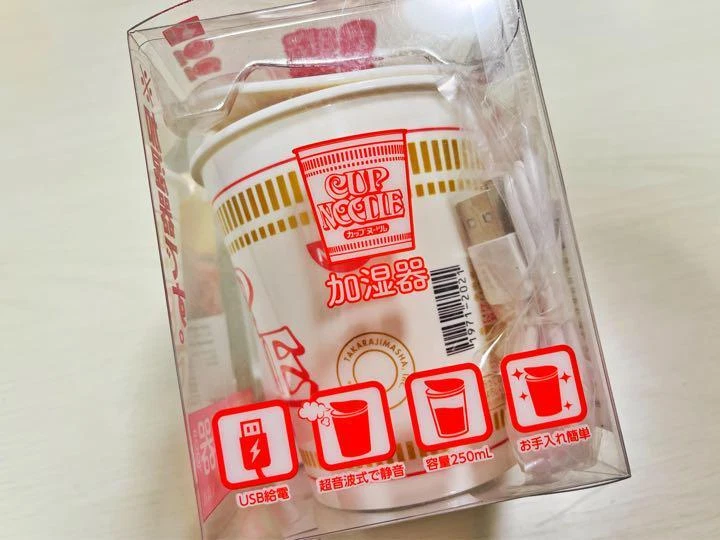 CUP
NOODLE
カップヌードル
加湿器
1971-2021
TAKARAJIMASHA, Inc.
USB給電
超音波式で静音
容量250mL
お手入れ簡単